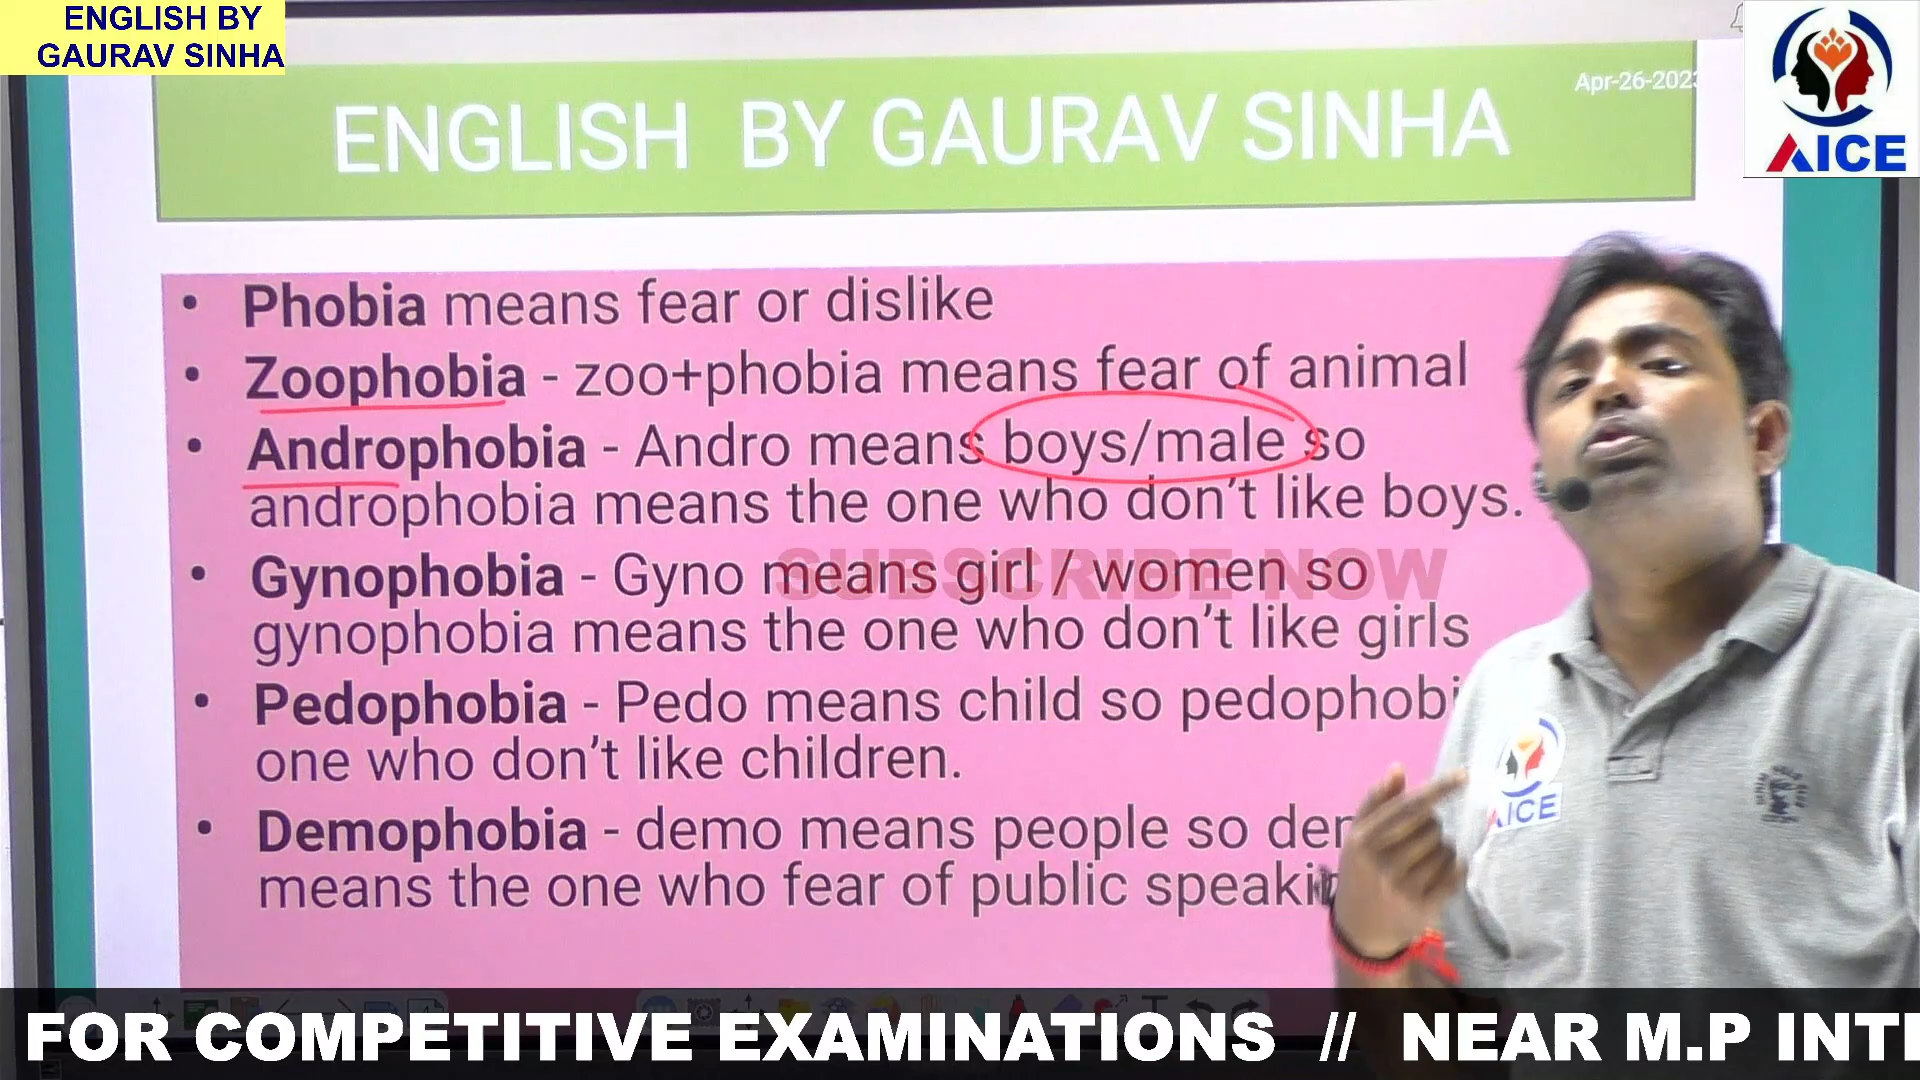 ENGLISH BY
GAURAV SINHA
Apr-26-2023
AICE
ENGLISH BY GAURAV SINHA
• Phobia means fear or dislike
• Zoophobia - zoo+phobia means fear of animal
• Androphobia - Andro means boys/male so
androphobia means the one who don't like boys.
• Gynophobia - Gyno means girl / women so
SUBSCRIBE NOW
gynophobia means the one who don't like girls
• Pedophobia - Pedo means child so pedophobi
one who don't like children.
• Demophobia - demo means people so
means the one who fear of public
AICE
FOR COMPETITIVE EXAMINATIONS // NEAR M.P